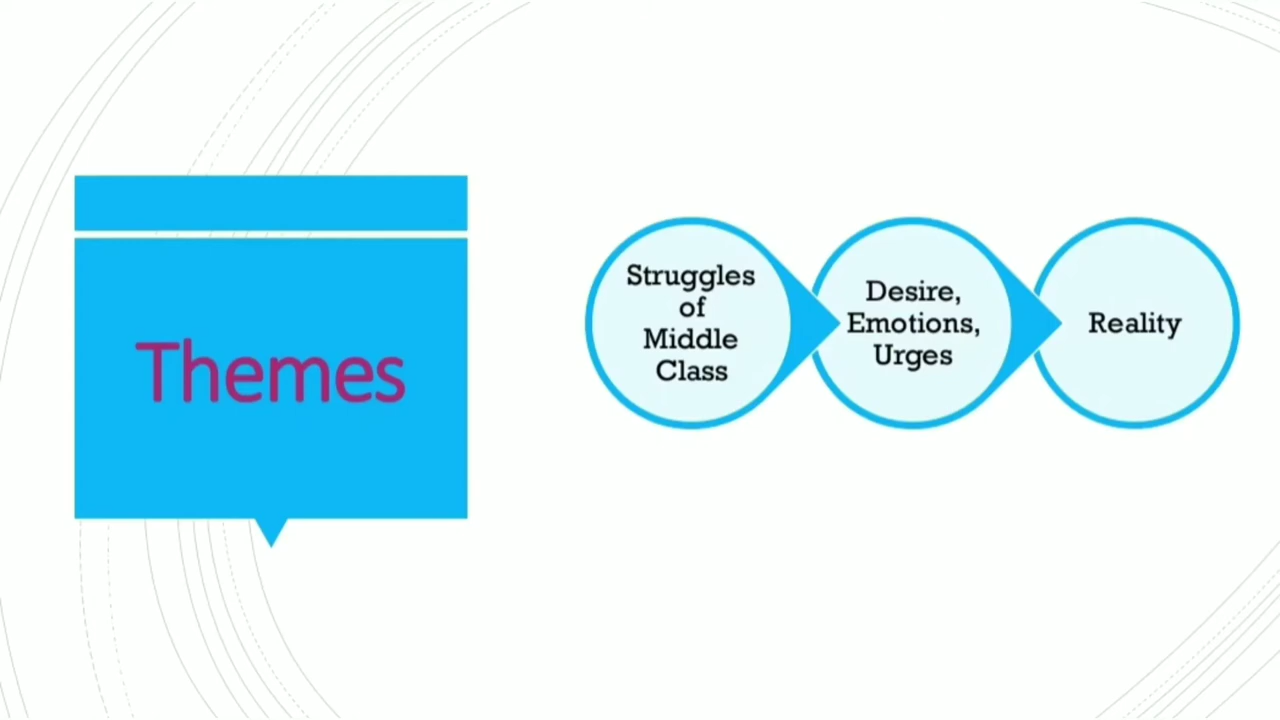 Themes
Struggles
of
Middle
Class
Desire,
Emotions,
Urges
Reality